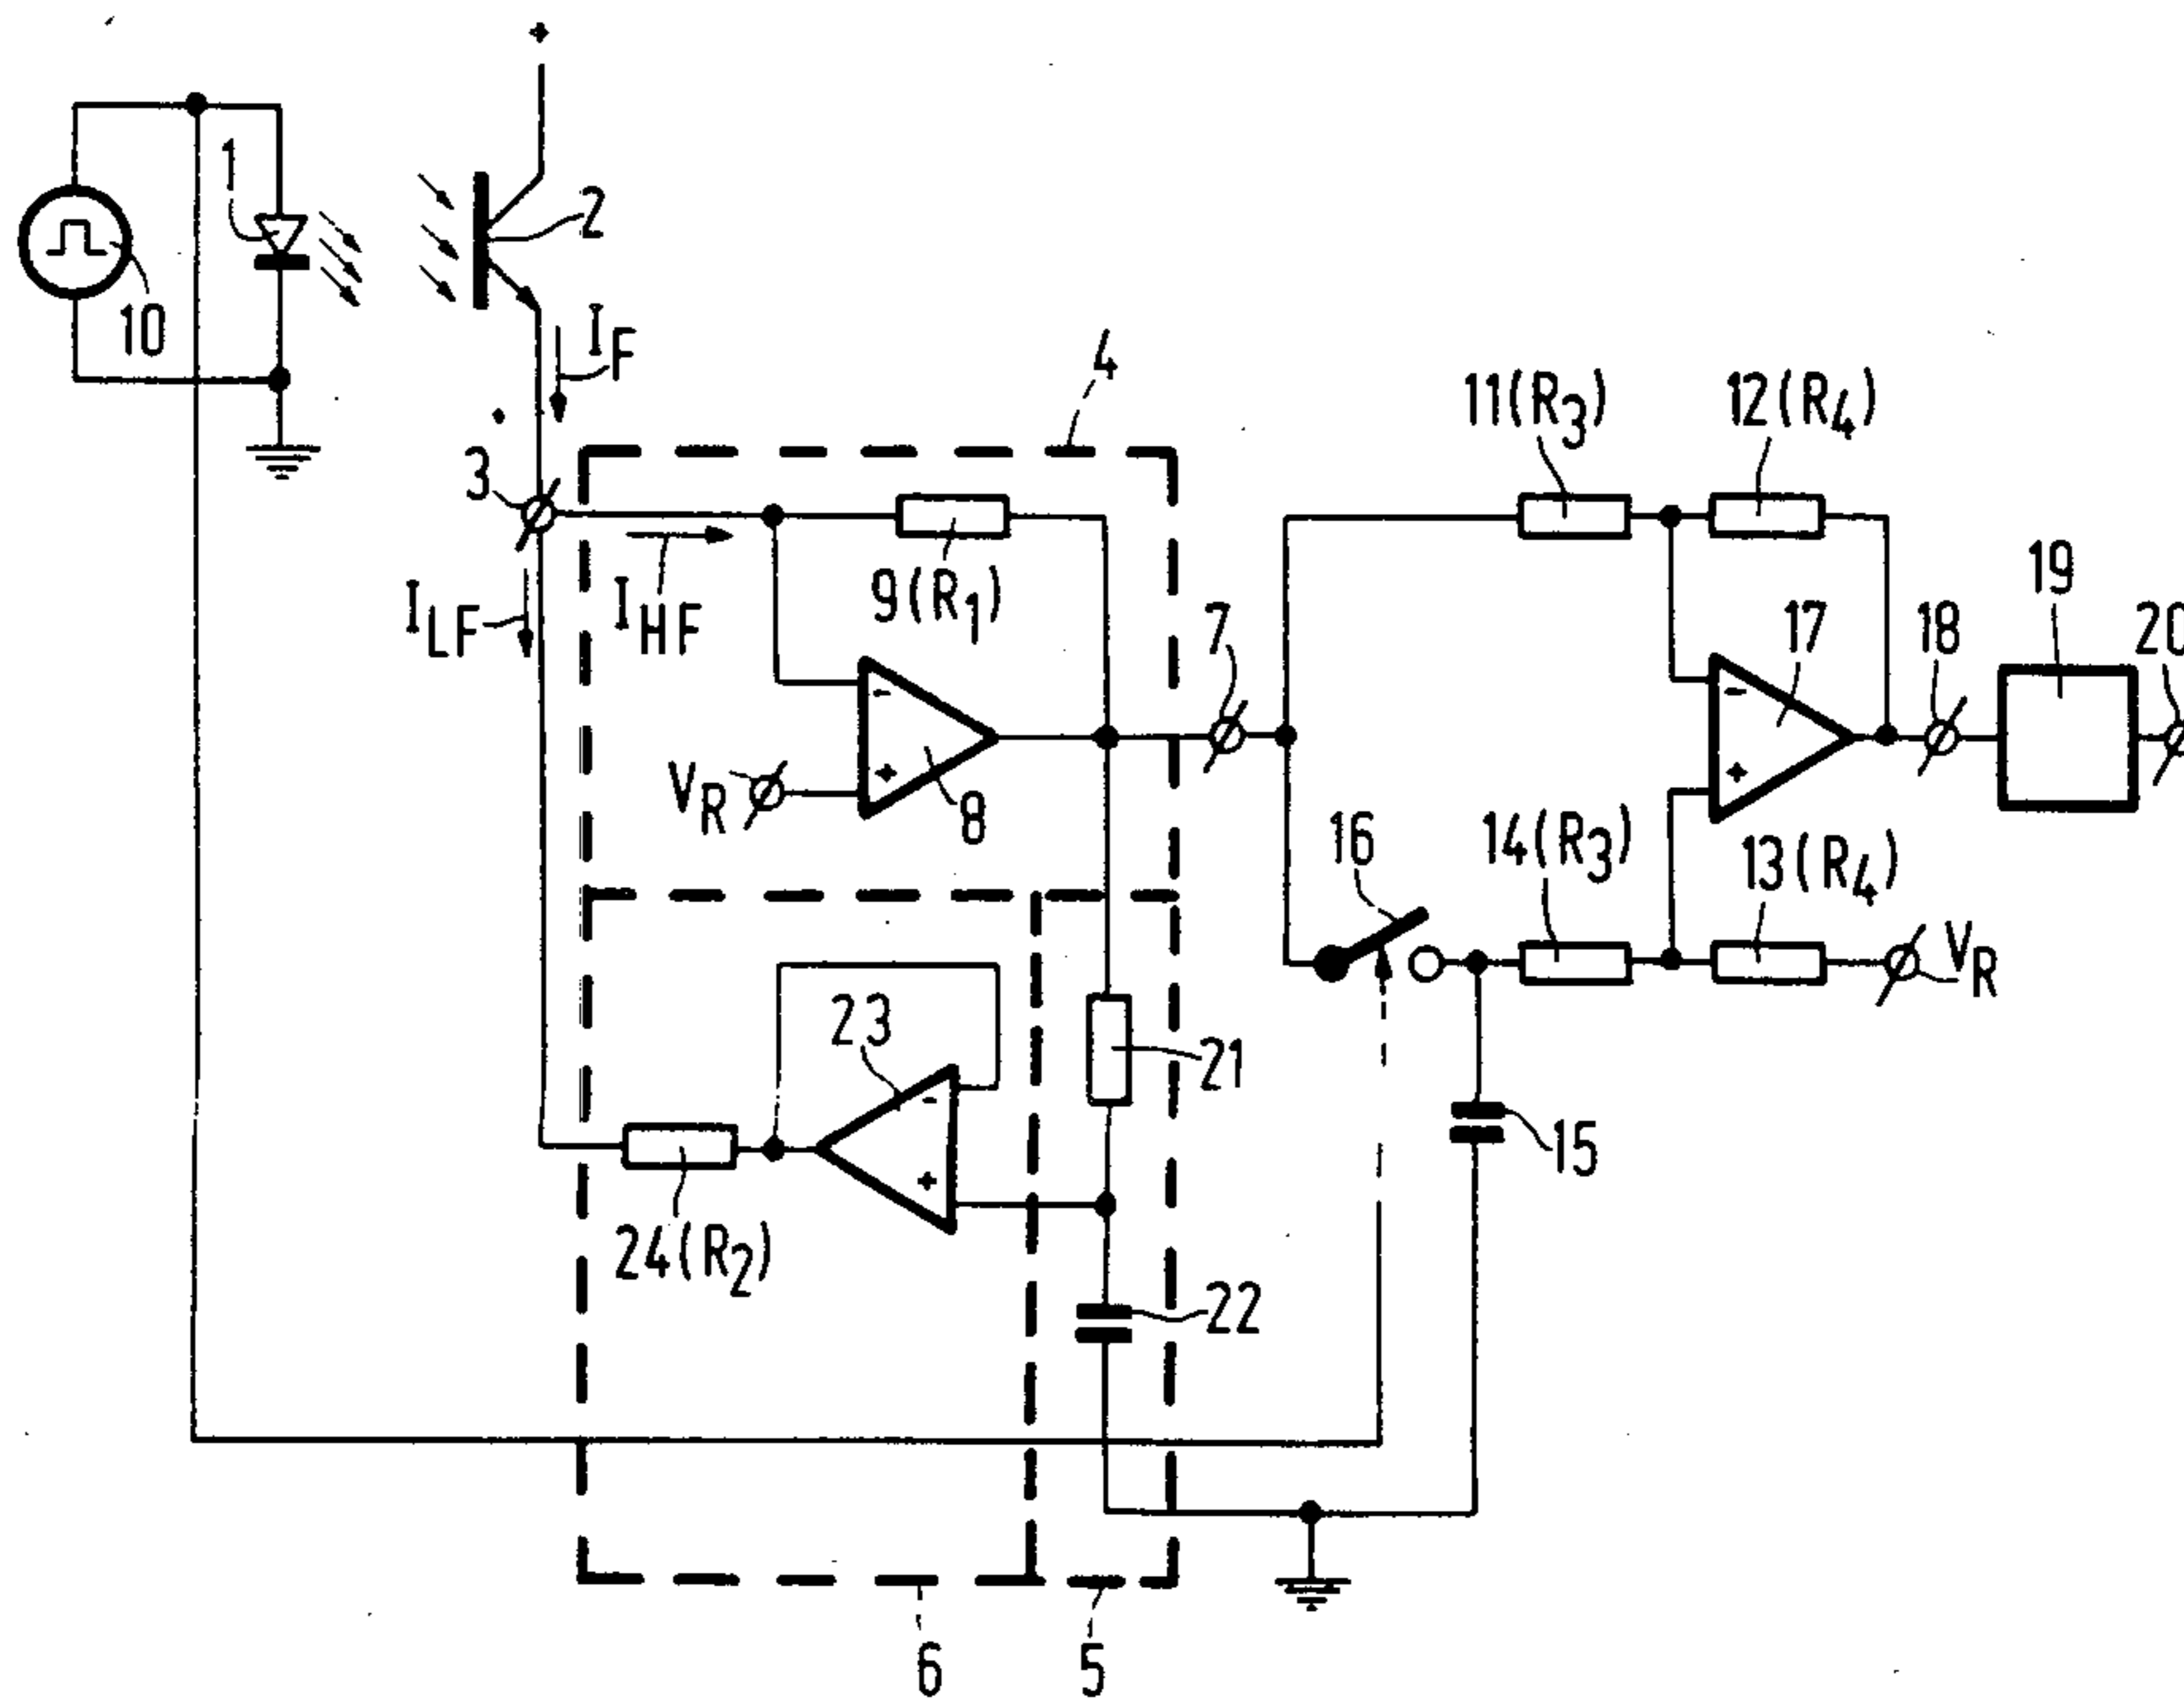 1
2
10
I_F
4
11(R_3)
12(R_4)
3
I_LF
I_HF
9(R_1)
7
17
18
19
20
-
+
V_R
8
-
+
16
14(R_3)
13(R_4)
V_R
23
-
+
21
15
24(R_2)
22
6
5